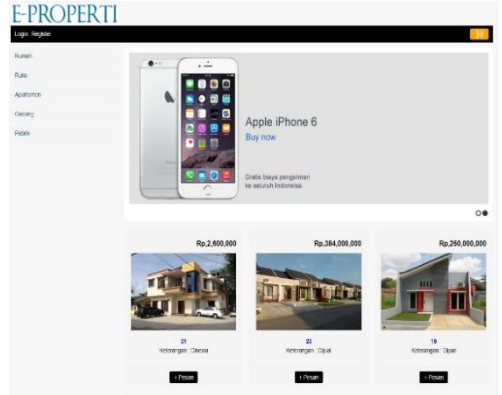 E-PROPERTI
Login Register
Rumah
Ruko
Apartemen
Gudang
Pabrik
Apple iPhone 6
Buy now
Gratis biaya pengiriman
ke seluruh Indonesia
Rp,2,600,000
Rp,384,000,000
Rp,250,000,000
21
23
19
Keterangan : Disewa
Keterangan : Dijual
Keterangan : Dijual
+ Pesan
+ Pesan
+ Pesan